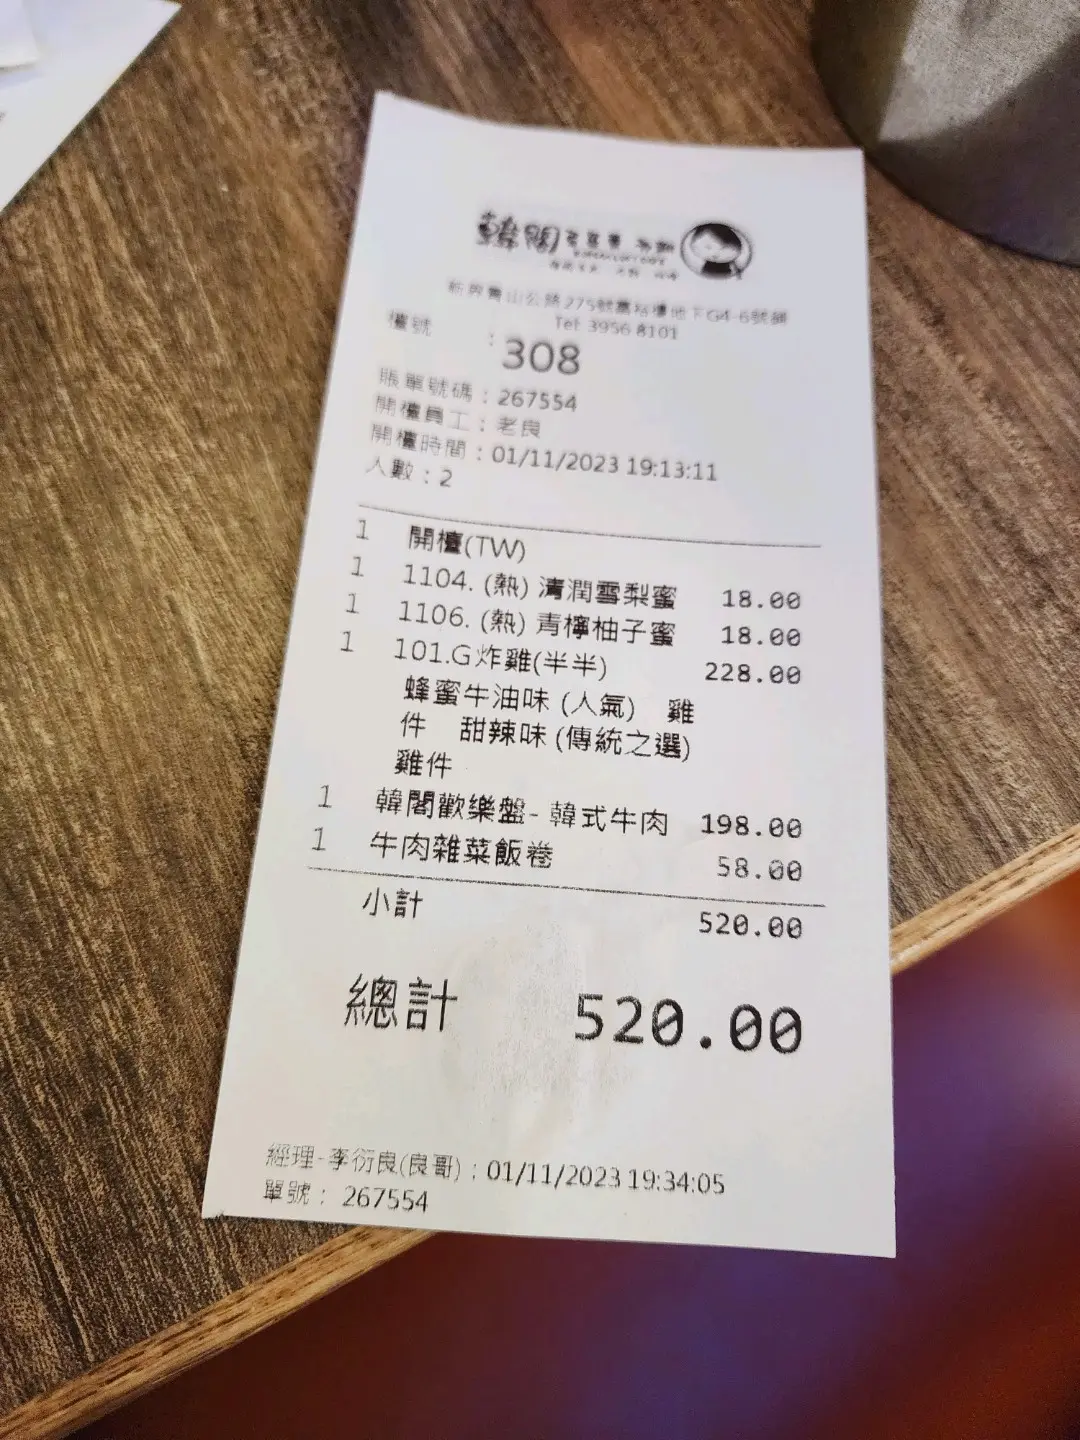 韓閣
新界青山公路275號富裕樓地下G4-6號舖
Tel: 3956 8101
檯號 : 308
賬單號碼 : 267554
開檯員工 : 老良
開檯時間 : 01/11/2023 19:13:11
人數 : 2
1 開檯(TW)
1 1104. (熱) 清潤雪梨蜜 18.00
1 1106. (熱) 青檸柚子蜜 18.00
1 101.G炸雞(半半) 228.00
蜂蜜牛油味 (人氣) 雞
件 甜辣味 (傳統之選)
雞件
1 韓閣歡樂盤- 韓式牛肉 198.00
1 牛肉雜菜飯卷 58.00
小計 520.00
總計 520.00
經理-李衍良(良哥) : 01/11/2023 19:34:05
單號 : 267554